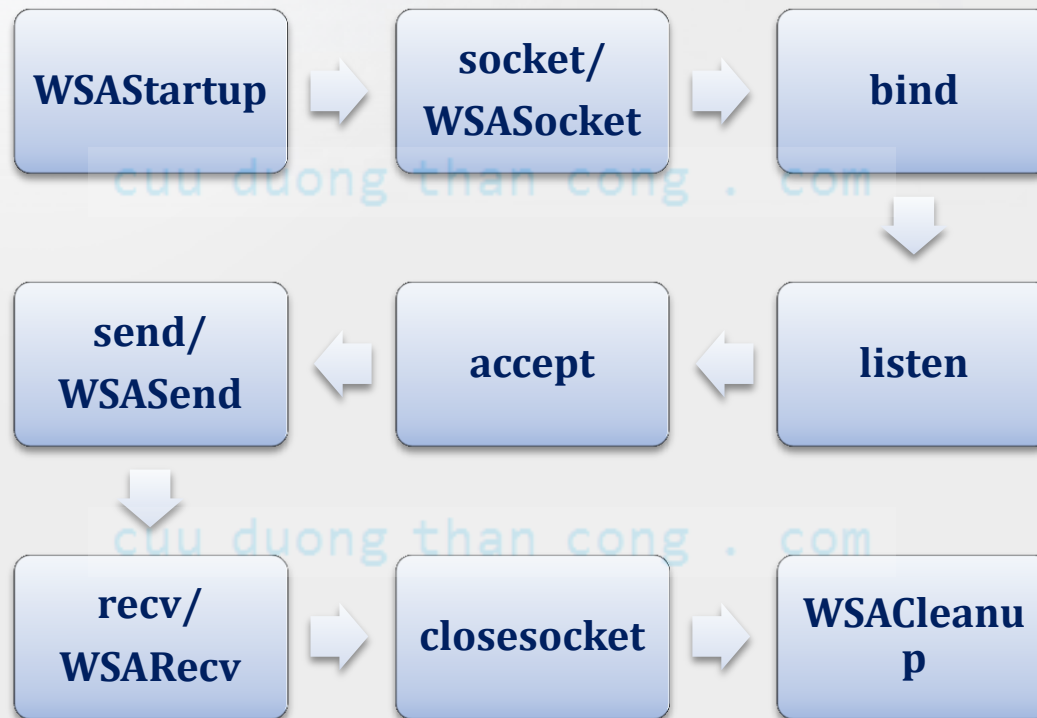 WSAStartup
socket/
WSASocket
bind
cuu duong than cong . com
send/
WSASend
accept
listen
cuu duong than cong . com
recv/
WSARecv
closesocket
WSACleanu
p